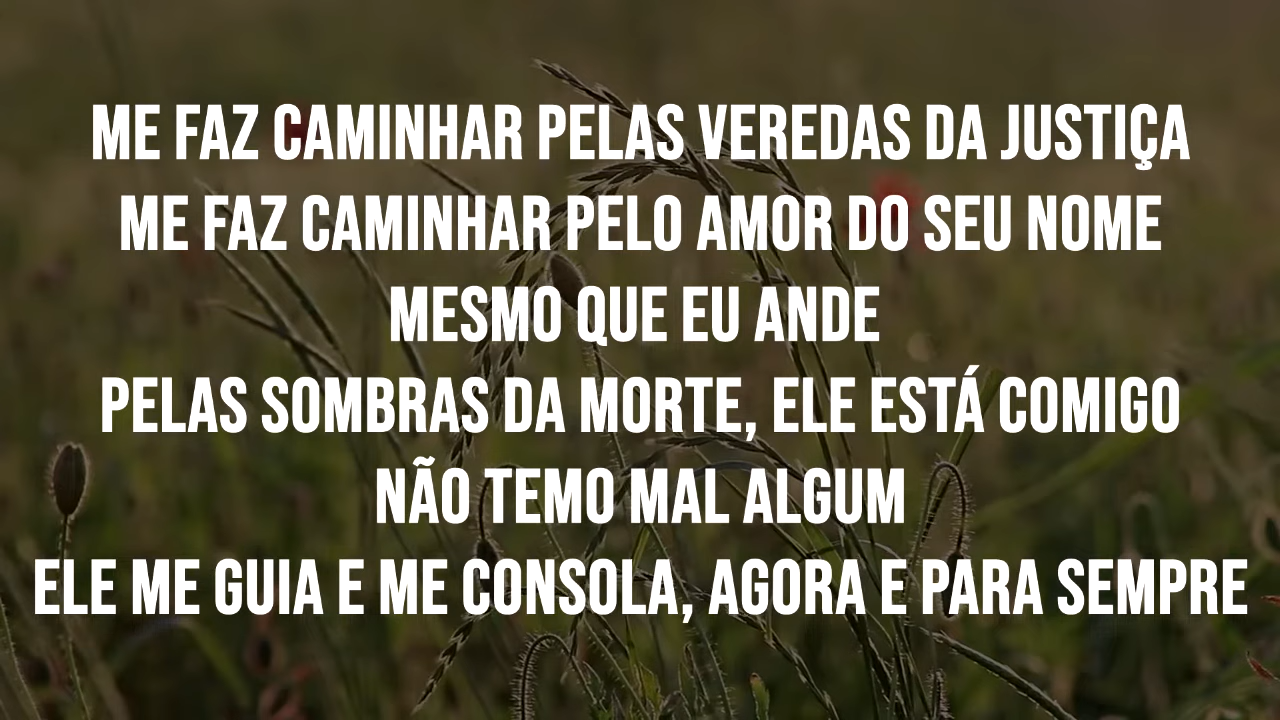 ME FAZ CAMINHAR PELAS VEREDAS DA JUSTIÇA
ME FAZ CAMINHAR PELO AMOR DO SEU NOME
MESMO QUE EU ANDE
PELAS SOMBRAS DA MORTE, ELE ESTÁ COMIGO
NÃO TEMO MAL ALGUM
ELE ME GUIA E ME CONSOLA, AGORA E PARA SEMPRE